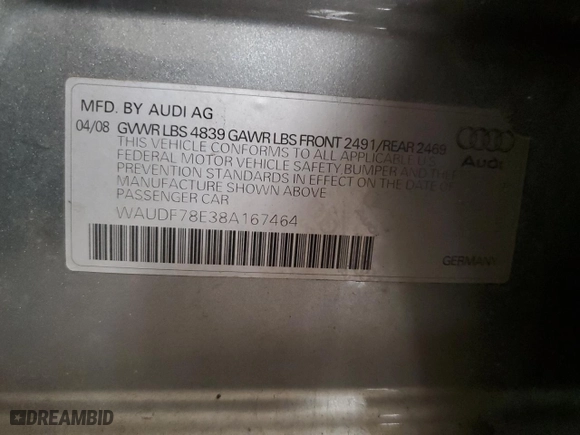 MFD. BY AUDI AG
04/08 GVWR LBS 4839 GAWR LBS FRONT 2491/REAR 2469
THIS VEHICLE CONFORMS TO ALL APPLICABLE U.S.
FEDERAL MOTOR VEHICLE SAFETY BUMPER AND THEFT
PREVENTION STANDARDS IN EFFECT ON THE DATE OF
MANUFACTURE SHOWN ABOVE
PASSENGER CAR
WAUDF78E38A167464
Audi
GERMANY
DREAMBID